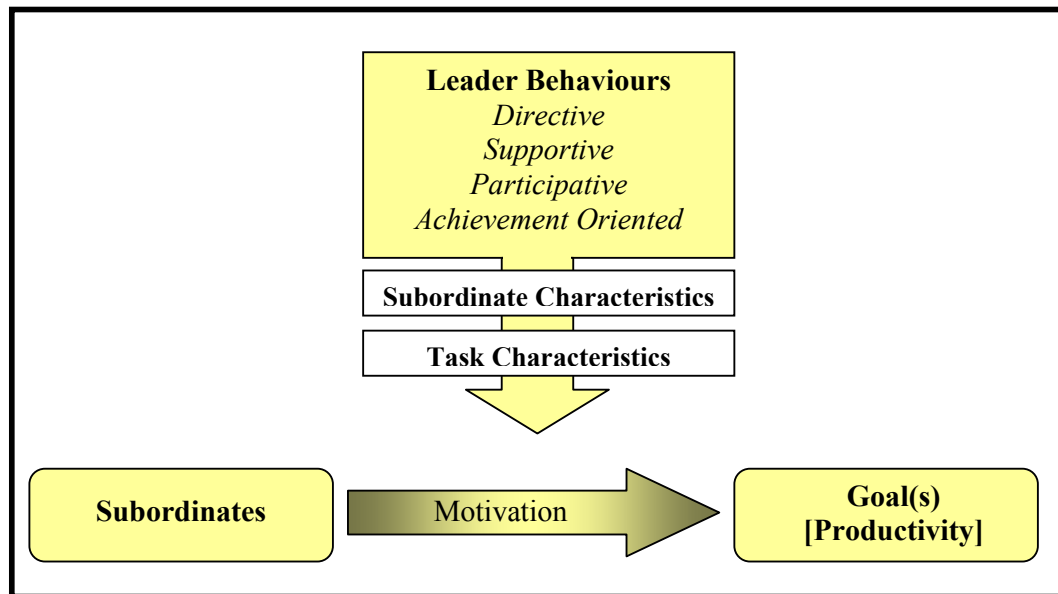 Leader Behaviours
Directive
Supportive
Participative
Achievement Oriented
Subordinate Characteristics
Task Characteristics
Subordinates
Motivation
Goal(s)
[Productivity]